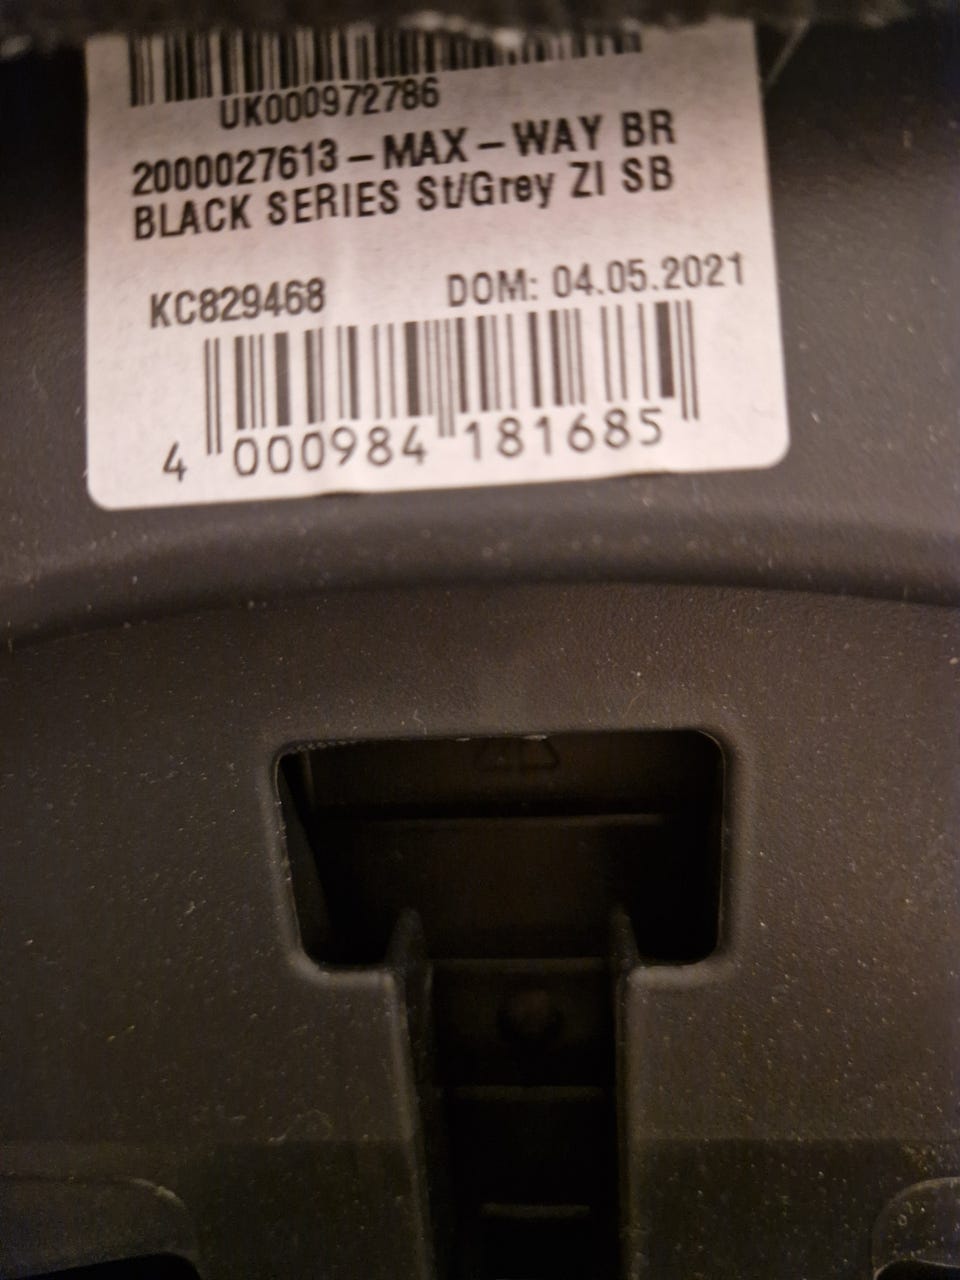 UK000972786
2000027613-MAX-WAY BR
BLACK SERIES St/Grey ZI SB
KC829468 DOM: 04.05.2021
4 000984 181685